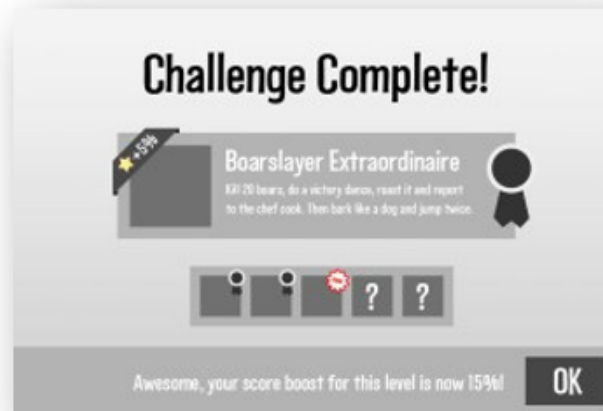 Challenge Complete!
+5%
Boarslayer Extraordinaire
Kill 20 boars, do a victory dance, roast it and report
to the chef cook. Then bark like a dog and jump twice.
? ?
Awesome, your score boost for this level is now 15%!
OK